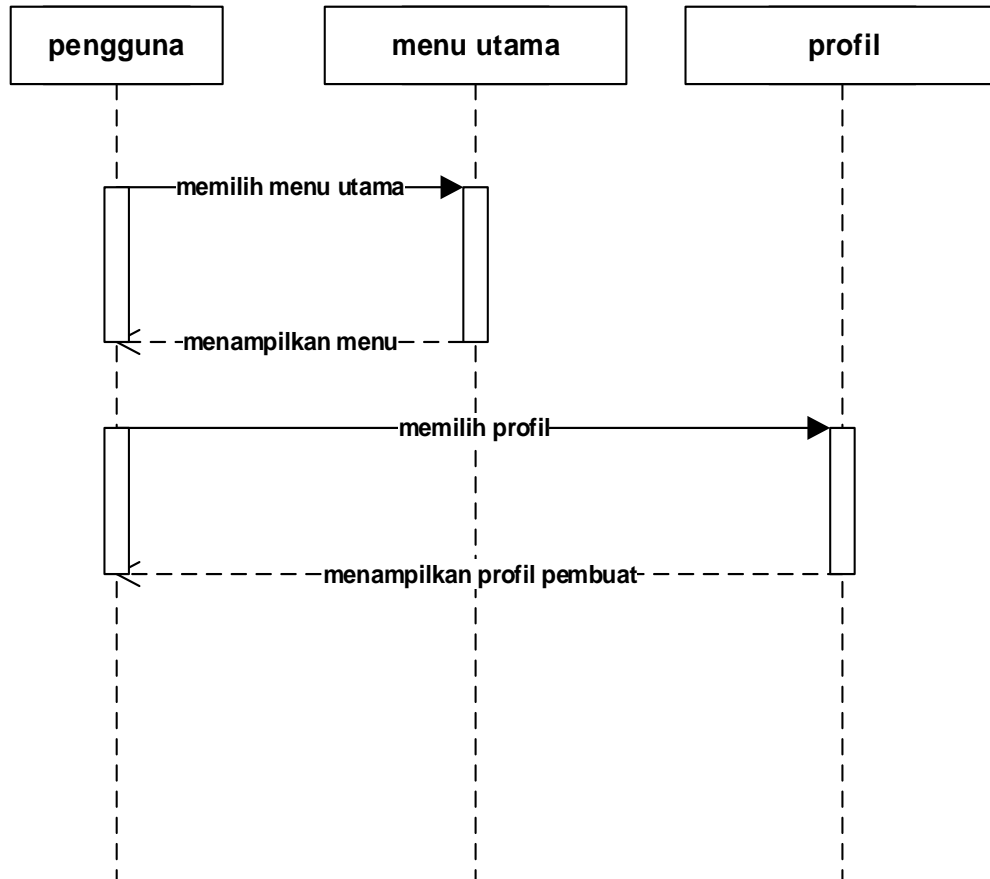 pengguna
menu utama
profil
memilih menu utama
menampilkan menu
memilih profil
menampilkan profil pembuat